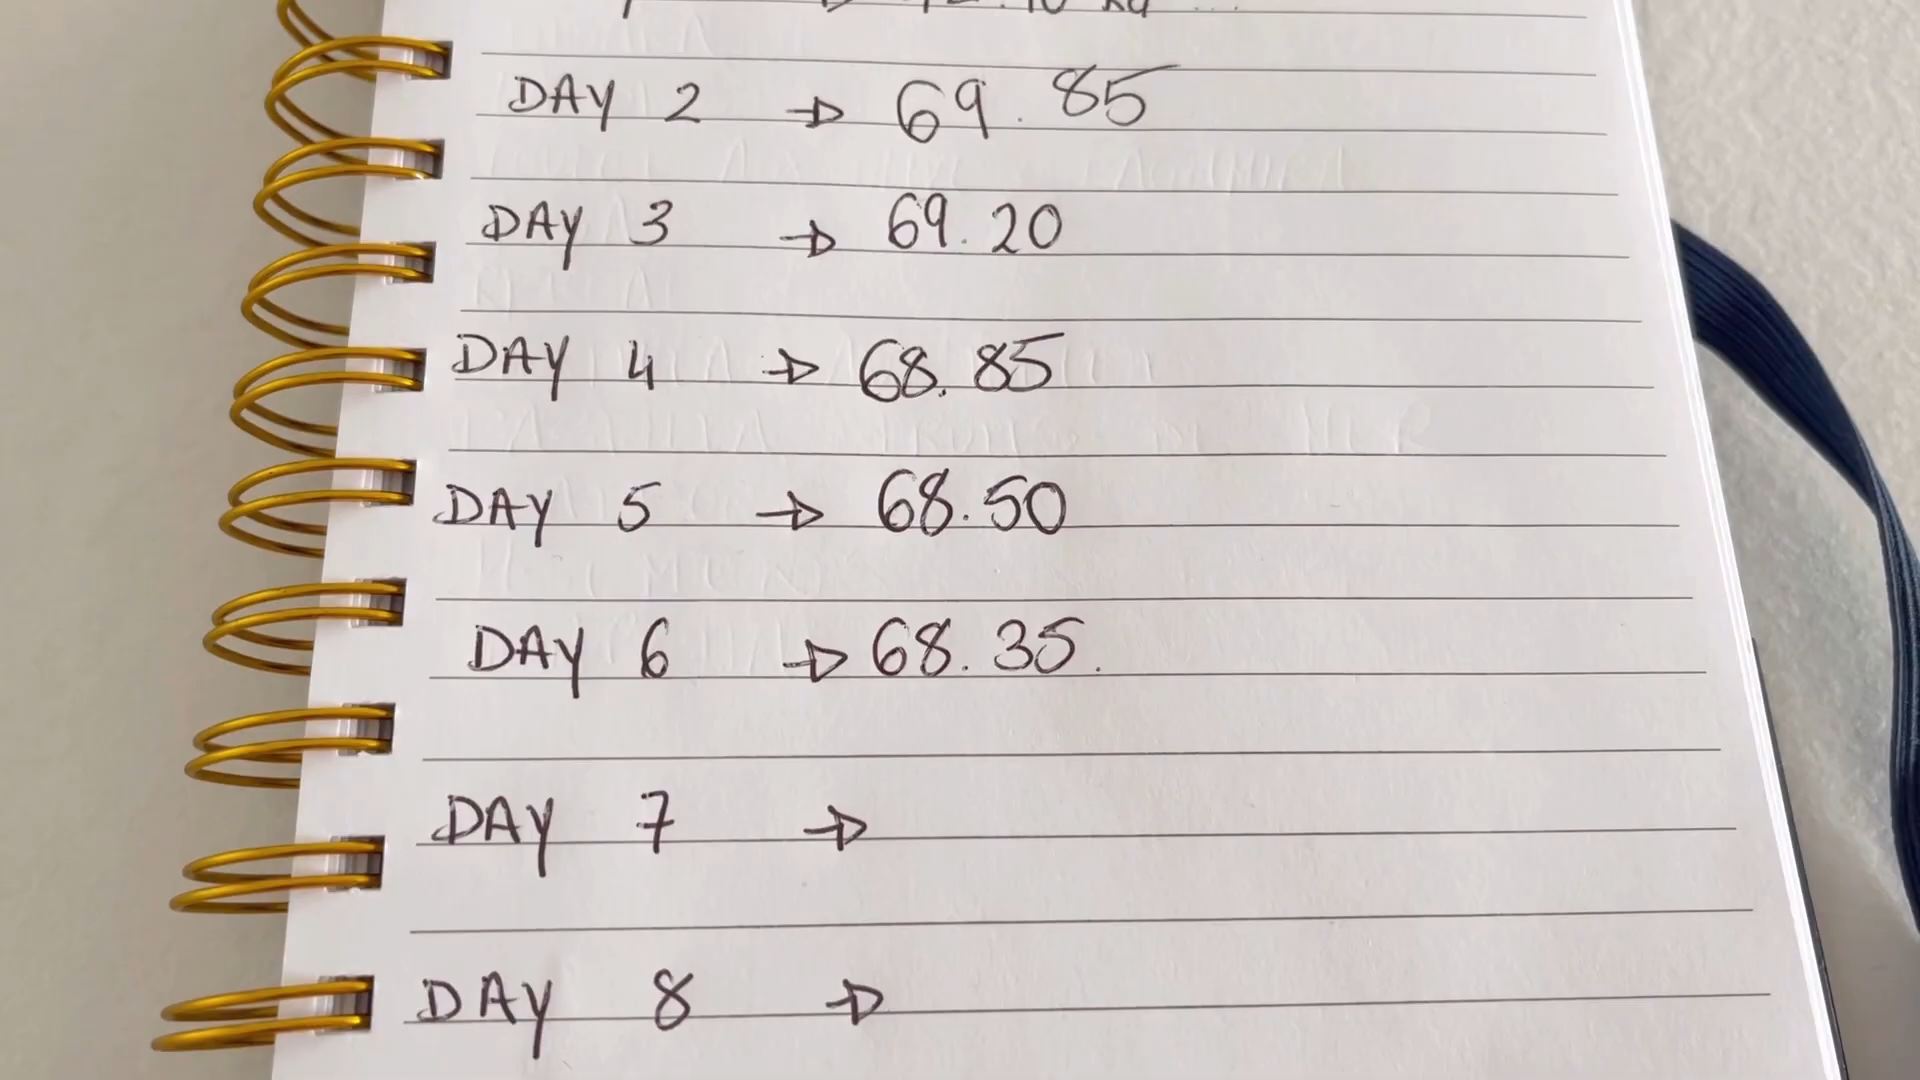 DAY 2 → 69.85
DAY 3 → 69.20
DAY 4 → 68.85
DAY 5 → 68.50
DAY 6 → 68.35.
DAY 7 →
DAY 8 →